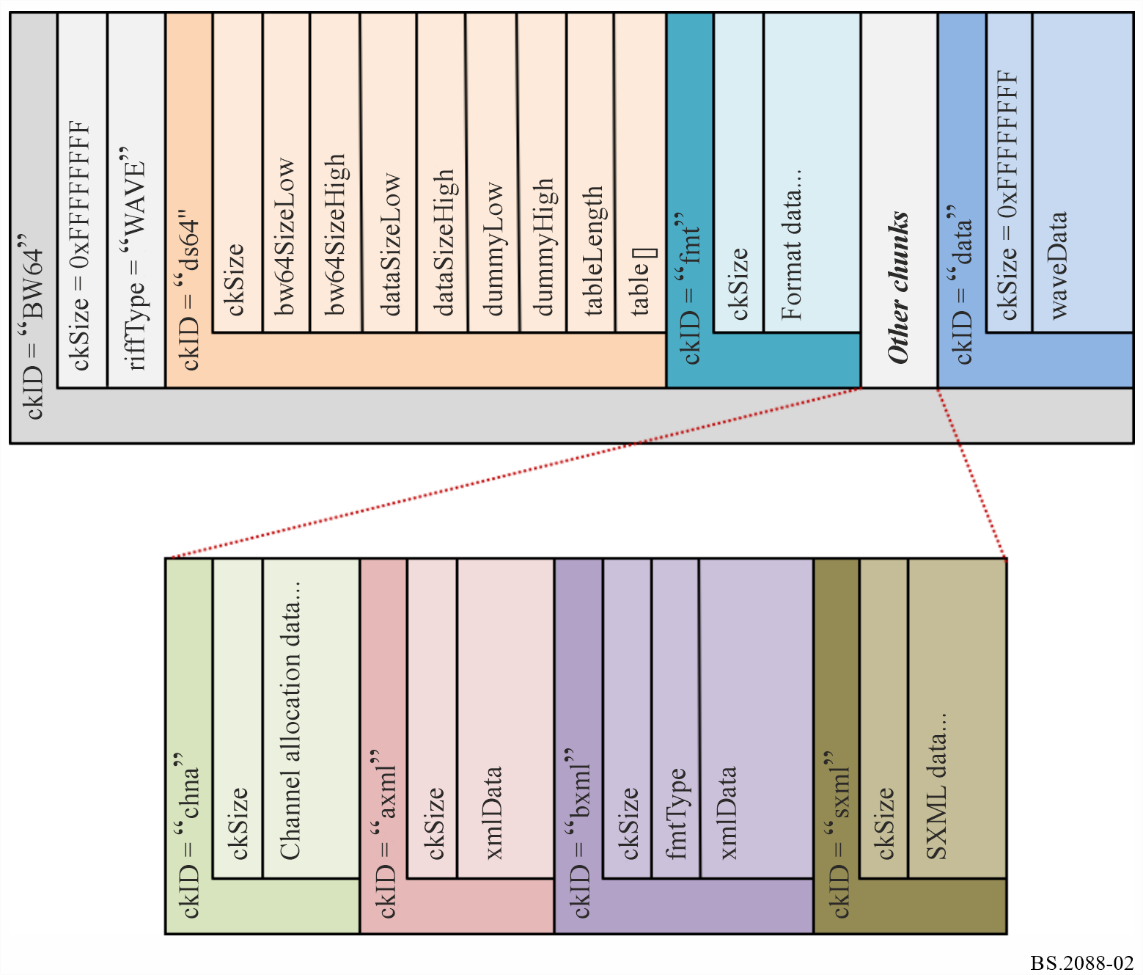 ckID = “BW64”
ckSize = 0xFFFFFFFF
riffType = “WAVE”
ckID = “ds64"
ckSize
bw64SizeLow
bw64SizeHigh
dataSizeLow
dataSizeHigh
dummyLow
dummyHigh
tableLength
table[]
ckID = “fmt”
ckSize
Format data...
Other chunks
ckID = “data”
ckSize = 0xFFFFFFFF
waveData
ckID = “chna”
ckSize
Channel allocation data...
ckID = “axml”
ckSize
xmlData
ckID = “bxml”
ckSize
fmtType
xmlData
ckID = “sxml”
ckSize
SXML data...
BS.2088-02